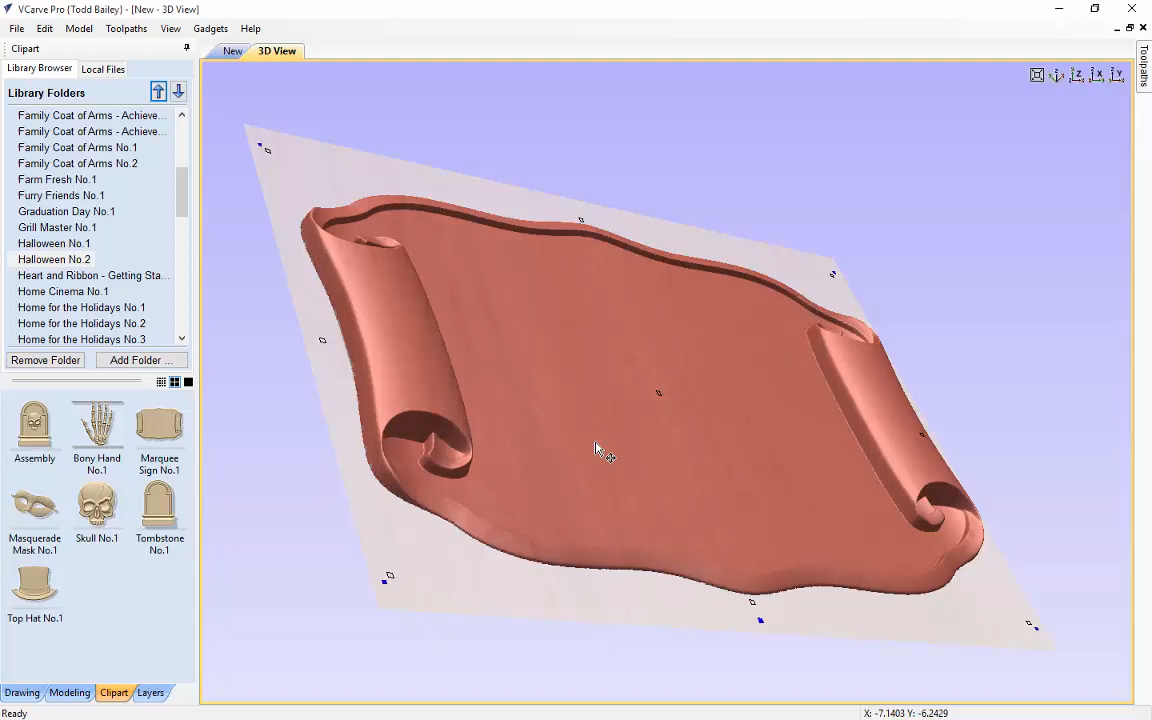 VCarve Pro {Todd Bailey} - [New - 3D View]
File Edit Model Toolpaths View Gadgets Help
Clipart
Library Browser Local Files
Library Folders
Family Coat of Arms - Achieve...
Family Coat of Arms - Achieve...
Family Coat of Arms No.1
Family Coat of Arms No.2
Farm Fresh No.1
Furry Friends No.1
Graduation Day No.1
Grill Master No.1
Halloween No.1
Halloween No.2
Heart and Ribbon - Getting Sta...
Home Cinema No.1
Home for the Holidays No.1
Home for the Holidays No.2
Home for the Holidays No.3
Remove Folder Add Folder ...
Assembly
Bony Hand No.1
Marquee Sign No.1
Masquerade Mask No.1
Skull No.1
Tombstone No.1
Top Hat No.1
Drawing Modeling Clipart Layers
New 3D View
Z X Y
Toolpaths
Ready
X: -7.1403 Y: -6.2429